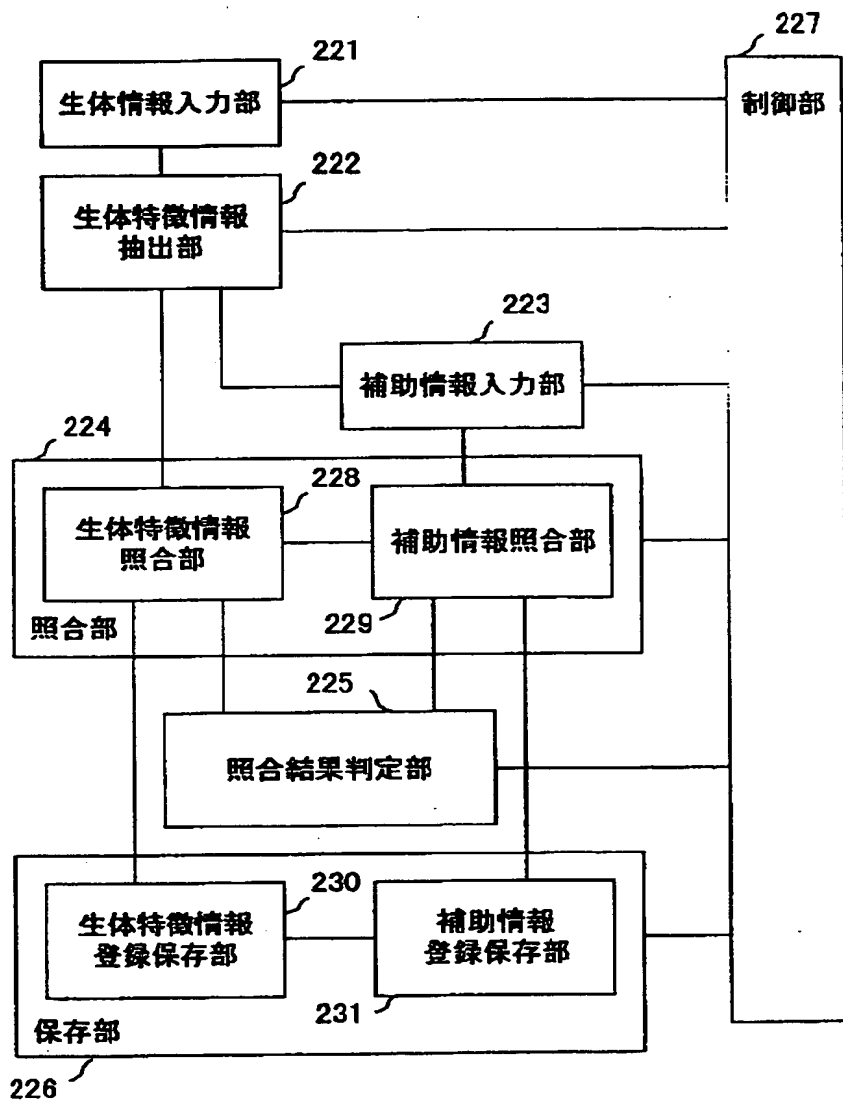 227
221
生体情報入力部
制御部
222
生体特徴情報
抽出部
223
補助情報入力部
224
228
生体特徴情報
照合部
補助情報照合部
229
照合部
225
照合結果判定部
230
生体特徴情報
登録保存部
補助情報
登録保存部
231
保存部
226